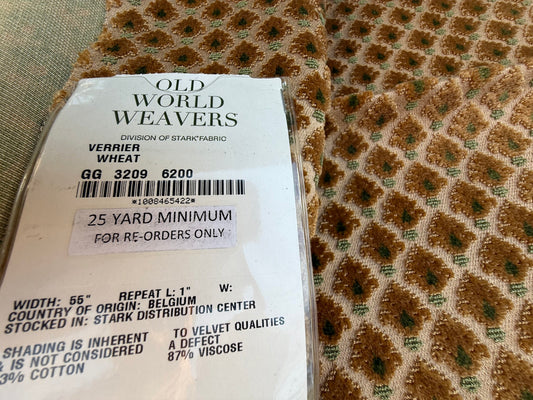 OLD
WORLD
WEAVERS
DIVISION OF STARK FABRIC
VERRIER
WHEAT
GG 3209 6200
*1008465422*
25 YARD MINIMUM
FOR RE-ORDERS ONLY
WIDTH: 55" REPEAT L: 1" W:
COUNTRY OF ORIGIN: BELGIUM
STOCKED IN: STARK DISTRIBUTION CENTER
SHADING IS INHERENT TO VELVET QUALITIES
& IS NOT CONSIDERED A DEFECT
3% COTTON 87% VISCOSE